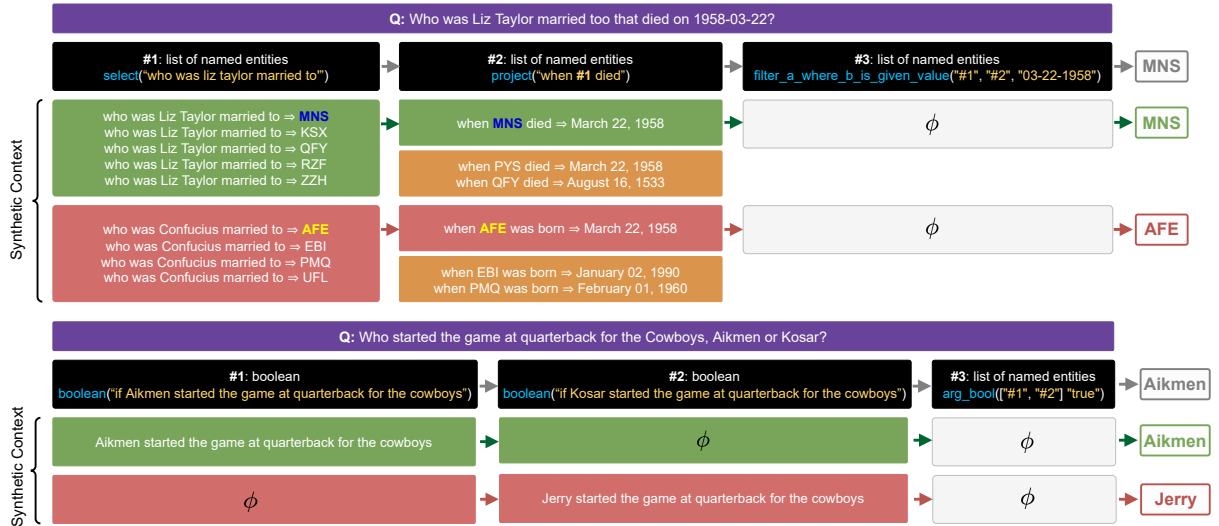 Q: Who was Liz Taylor married too that died on 1958-03-22?
#1: list of named entities
select(“who was liz taylor married to”’)
#2: list of named entities
project(“when #1 died”)
#3: list of named entities
filter_a_where_b_is_given_value("#1", "#2", "03-22-1958")
MNS
Synthetic Context
who was Liz Taylor married to ⇒ MNS
who was Liz Taylor married to ⇒ KSX
who was Liz Taylor married to ⇒ QFY
who was Liz Taylor married to ⇒ RZF
who was Liz Taylor married to ⇒ ZZH
when MNS died ⇒ March 22, 1958
when PYS died ⇒ March 22, 1958
when QFY died ⇒ August 16, 1533
ϕ
MNS
who was Confucius married to ⇒ AFE
who was Confucius married to ⇒ EBI
who was Confucius married to ⇒ PMQ
who was Confucius married to ⇒ UFL
when AFE was born ⇒ March 22, 1958
when EBI was born ⇒ January 02, 1990
when PMQ was born ⇒ February 01, 1960
ϕ
AFE
Q: Who started the game at quarterback for the Cowboys, Aikmen or Kosar?
#1: boolean
boolean(“if Aikmen started the game at quarterback for the cowboys”)
#2: boolean
boolean(“if Kosar started the game at quarterback for the cowboys”)
#3: list of named entities
arg_bool(["#1", "#2"] "true")
Aikmen
Synthetic Context
Aikmen started the game at quarterback for the cowboys
ϕ
ϕ
Aikmen
ϕ
Jerry started the game at quarterback for the cowboys
ϕ
Jerry